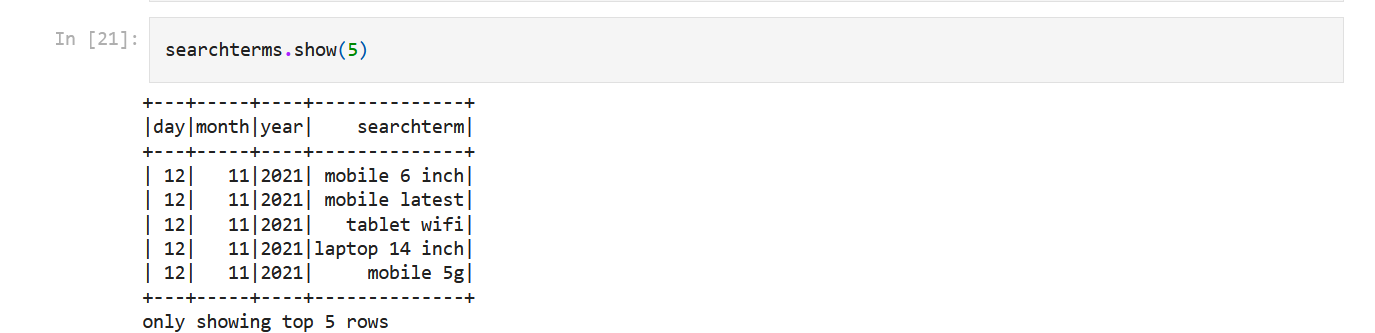 In [21]: searchterms.show(5)
+---+-----+----+--------------+
|day|month|year|    searchterm|
+---+-----+----+--------------+
| 12|   11|2021| mobile 6 inch|
| 12|   11|2021| mobile latest|
| 12|   11|2021|   tablet wifi|
| 12|   11|2021|laptop 14 inch|
| 12|   11|2021|     mobile 5g|
+---+-----+----+--------------+
only showing top 5 rows